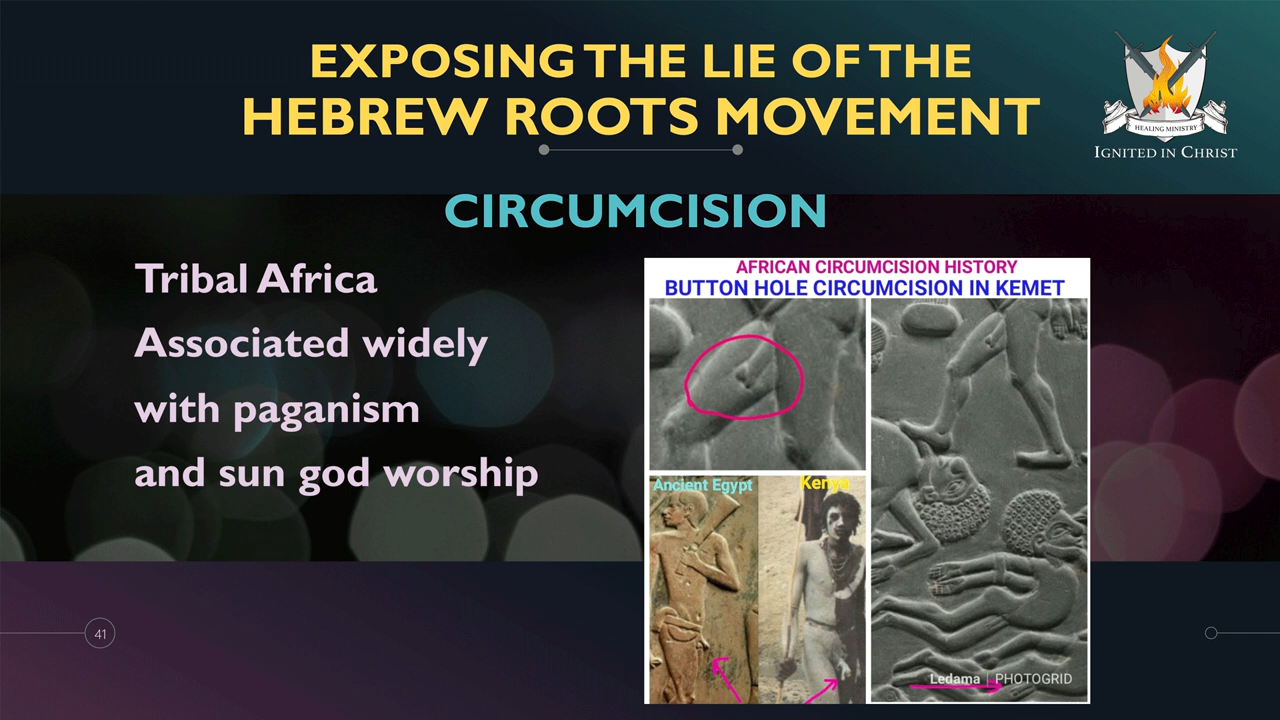 EXPOSING THE LIE OF THE
HEBREW ROOTS MOVEMENT
HEALING MINISTRY
IGNITED IN CHRIST
CIRCUMCISION
Tribal Africa
Associated widely
with paganism
and sun god worship
AFRICAN CIRCUMCISION HISTORY
BUTTON HOLE CIRCUMCISION IN KEMET
Ancient Egypt
Kenya
Ledama | PHOTOGRID
41